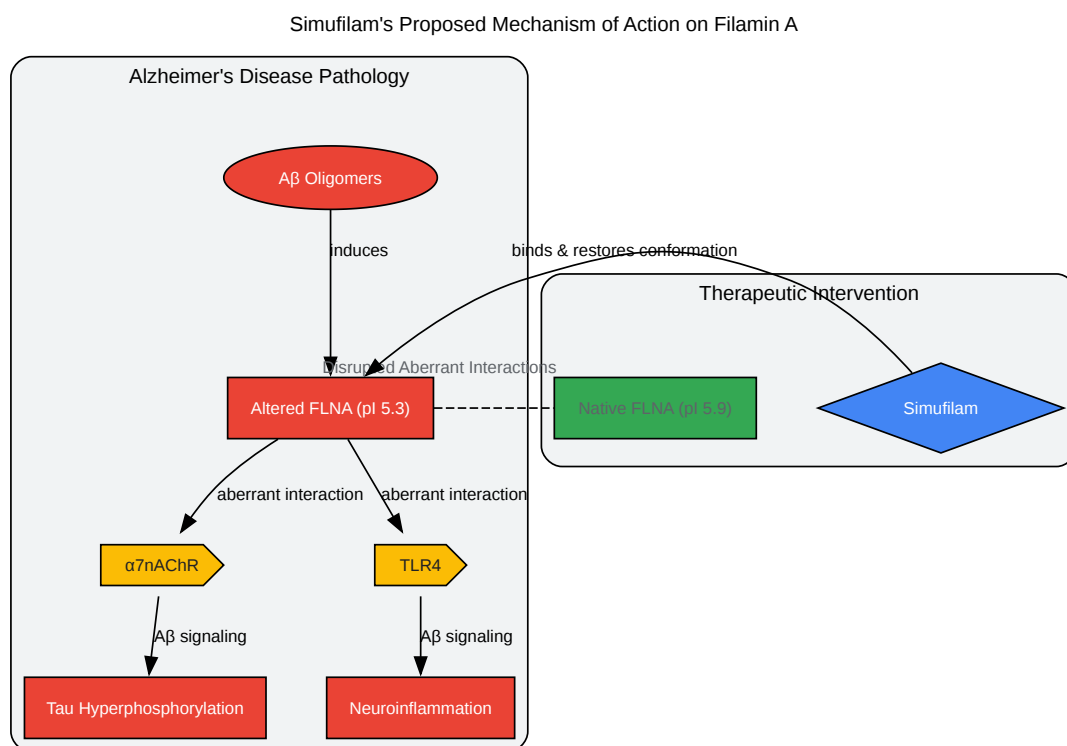 Simufilam's Proposed Mechanism of Action on Filamin A
Alzheimer's Disease Pathology
Aβ Oligomers
induces
binds & restores conformation
Therapeutic Intervention
Disrupted Aberrant Interactions
Altered FLNA (pI 5.3)
Native FLNA (pI 5.9)
Simufilam
aberrant interaction
aberrant interaction
α7nAChR
TLR4
Aβ signaling
Aβ signaling
Tau Hyperphosphorylation
Neuroinflammation